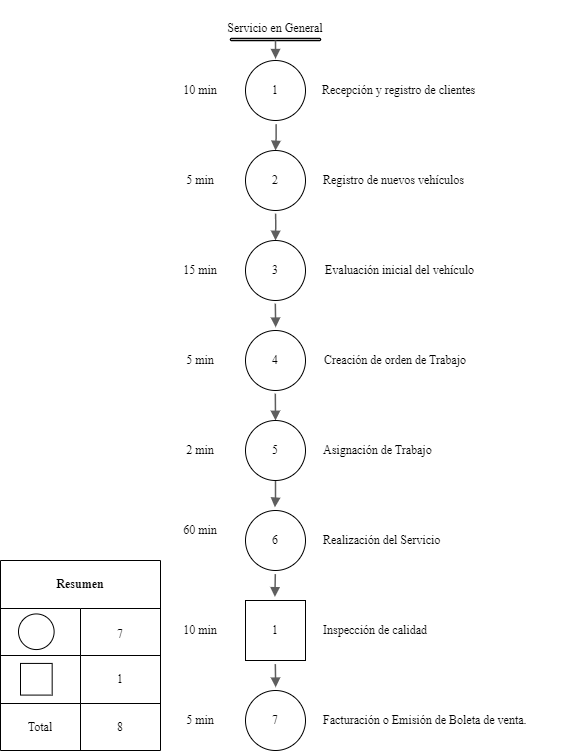 Servicio en General
10 min 1 Recepción y registro de clientes
5 min 2 Registro de nuevos vehículos
15 min 3 Evaluación inicial del vehículo
5 min 4 Creación de orden de Trabajo
2 min 5 Asignación de Trabajo
60 min 6 Realización del Servicio
10 min 1 Inspección de calidad
5 min 7 Facturación o Emisión de Boleta de venta.
Resumen
7
1
Total 8